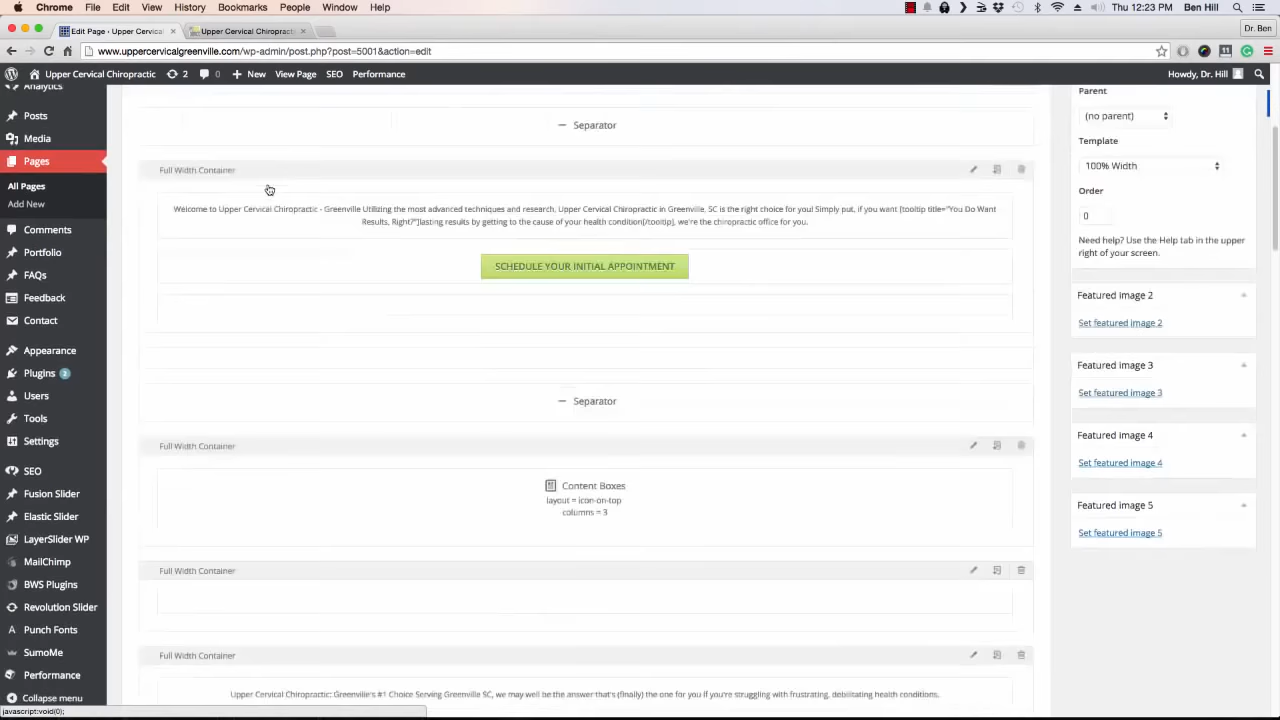 Chrome File Edit View History Bookmarks People Window Help
Thu 12:23 PM Ben Hill
Edit Page ‹ Upper Cervical
Upper Cervical Chiropracti
Dr. Ben
www.uppercervicalgreenville.com/wp-admin/post.php?post=5001&action=edit
Upper Cervical Chiropractic 2 0 New View Page SEO Performance
Howdy, Dr. Hill
Analytics
Posts
Media
Pages
All Pages
Add New
Comments
Portfolio
FAQs
Feedback
Contact
Appearance
Plugins 2
Users
Tools
Settings
SEO
Fusion Slider
Elastic Slider
LayerSlider WP
MailChimp
BWS Plugins
Revolution Slider
Punch Fonts
SumoMe
Performance
Collapse menu
javascript:void(0);
Separator
Full Width Container
Welcome to Upper Cervical Chiropractic - Greenville Utilizing the most advanced techniques and research, Upper Cervical Chiropractic in Greenville, SC is the right choice for you! Simply put, if you want [tooltip title="You Do Want
Results, Right?"]lasting results by getting to the cause of your health condition[/tooltip], we're the chiropractic office for you.
SCHEDULE YOUR INITIAL APPOINTMENT
Separator
Full Width Container
Content Boxes
layout = icon-on-top
columns = 3
Full Width Container
Full Width Container
Upper Cervical Chiropractic: Greenville's #1 Choice Serving Greenville SC, we may well be the answer that's (finally) the one for you if you're struggling with frustrating, debilitating health conditions.
Parent
(no parent)
Template
100% Width
Order
0
Need help? Use the Help tab in the upper
right of your screen.
Featured image 2
Set featured image 2
Featured image 3
Set featured image 3
Featured image 4
Set featured image 4
Featured image 5
Set featured image 5